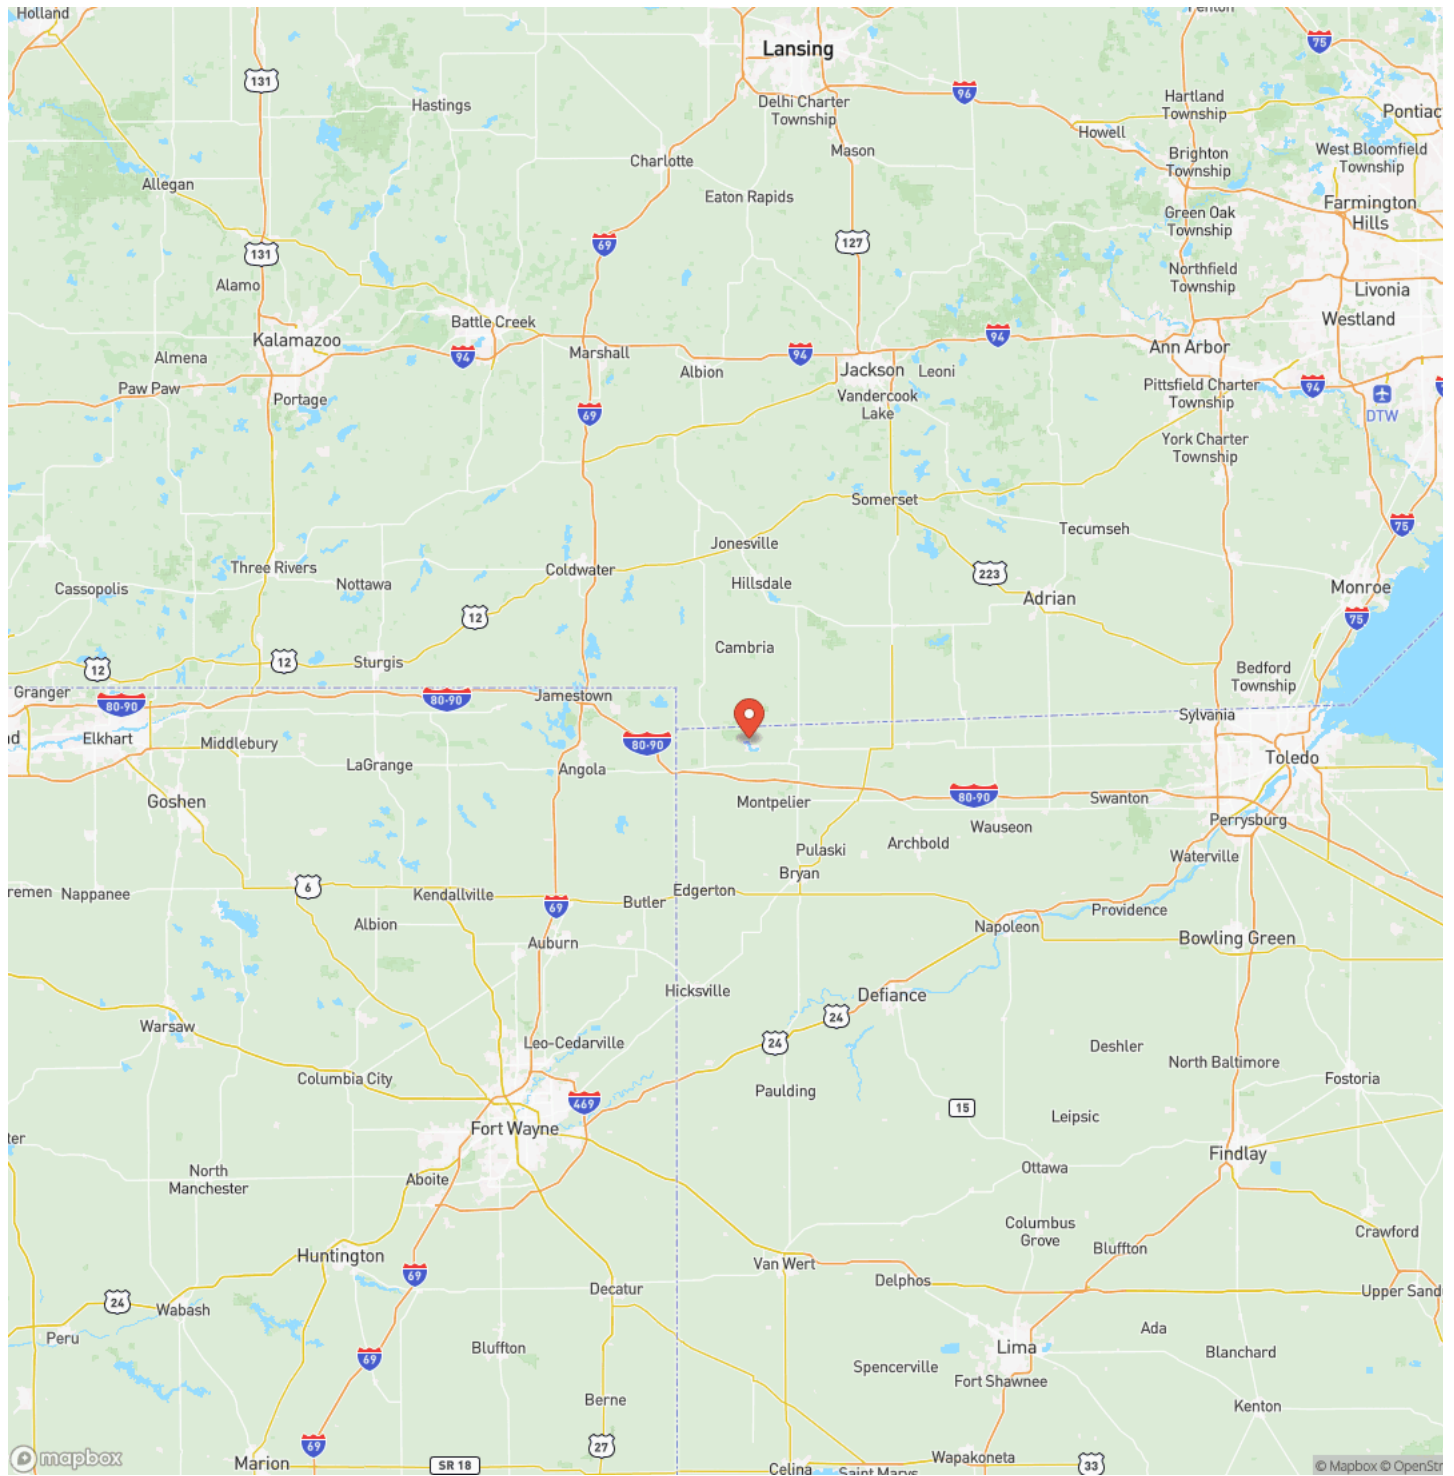 Holland
Lansing
Fenton
75
131
Hastings
96
Delhi Charter
Township
Hartland
Township
Pontiac
Howell
Charlotte
Mason
Brighton
Township
West Bloomfield
Township
Allegan
Eaton Rapids
Farmington
Hills
Green Oak
Township
131
69
127
Alamo
Northfield
Township
Livonia
Battle Creek
Westland
Kalamazoo
94
Marshall
94
94
Ann Arbor
Almena
Albion
Jackson
Leoni
Paw Paw
Portage
Vandercook
Lake
Pittsfield Charter
Township
94
DTW
69
York Charter
Township
Somerset
Tecumseh
75
Jonesville
Three Rivers
Nottawa
Coldwater
Hillsdale
223
Cassopolis
Adrian
Monroe
12
75
Cambria
12
12
Sturgis
Bedford
Township
Granger
80-90
80-90
Jamestown
Sylvania
Elkhart
Middlebury
80-90
Toledo
LaGrange
Angola
Goshen
Montpelier
80-90
Swanton
Wauseon
Perrysburg
Archbold
Pulaski
Waterville
Bryan
6
remen
Nappanee
Kendallville
Butler
Edgerton
69
Albion
Providence
Napoleon
Bowling Green
Auburn
Hicksville
Defiance
24
Warsaw
24
Leo-Cedarville
Deshler
North Baltimore
Columbia City
Paulding
Fostoria
469
15
Leipsic
Fort Wayne
ter
Findlay
North
Manchester
Aboite
Ottawa
Columbus
Grove
Crawford
Huntington
Bluffton
Van Wert
69
Delphos
Decatur
Upper Sand
24
Wabash
Peru
Bluffton
Lima
Ada
Blanchard
69
Spencerville
Fort Shawnee
Berne
Kenton
69
27
mapbox
Marion
SR 18
Wapakoneta
33
Celina
Saint Marys
© Mapbox © OpenStr